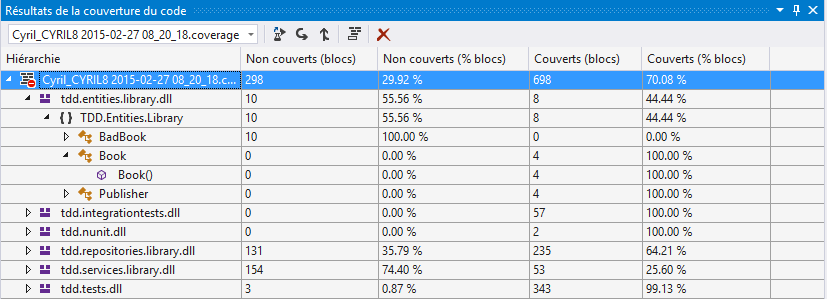 Résultats de la couverture du code
Cyril_CYRIL8 2015-02-27 08_20_18.coverage
Hiérarchie Non couverts (blocs) Non couverts (% blocs) Couverts (blocs) Couverts (% blocs)
Cyril_CYRIL8 2015-02-27 08_20_18.c... 298 29.92 % 698 70.08 %
tdd.entities.library.dll 10 55.56 % 8 44.44 %
{ } TDD.Entities.Library 10 55.56 % 8 44.44 %
BadBook 10 100.00 % 0 0.00 %
Book 0 0.00 % 4 100.00 %
Book() 0 0.00 % 4 100.00 %
Publisher 0 0.00 % 4 100.00 %
tdd.integrationtests.dll 0 0.00 % 57 100.00 %
tdd.nunit.dll 0 0.00 % 2 100.00 %
tdd.repositories.library.dll 131 35.79 % 235 64.21 %
tdd.services.library.dll 154 74.40 % 53 25.60 %
tdd.tests.dll 3 0.87 % 343 99.13 %